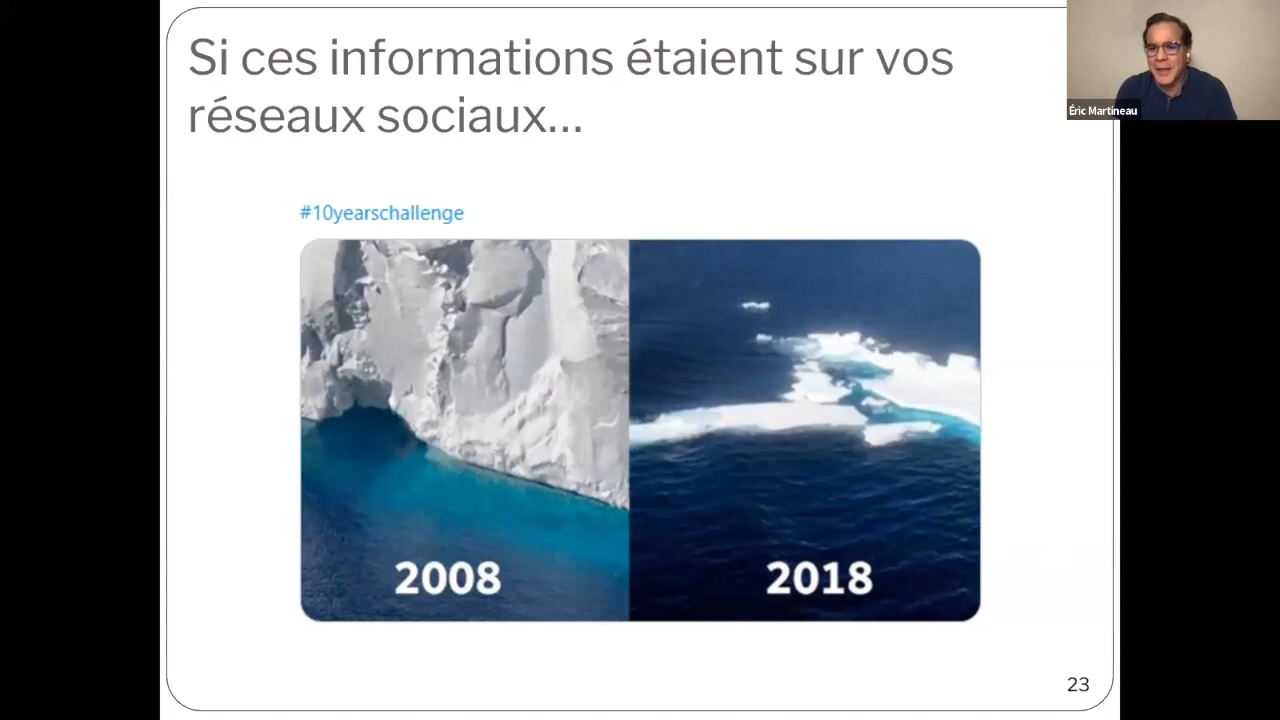 Si ces informations étaient sur vos
réseaux sociaux...
Éric Martineau
#10yearschallenge
2008
2018
23